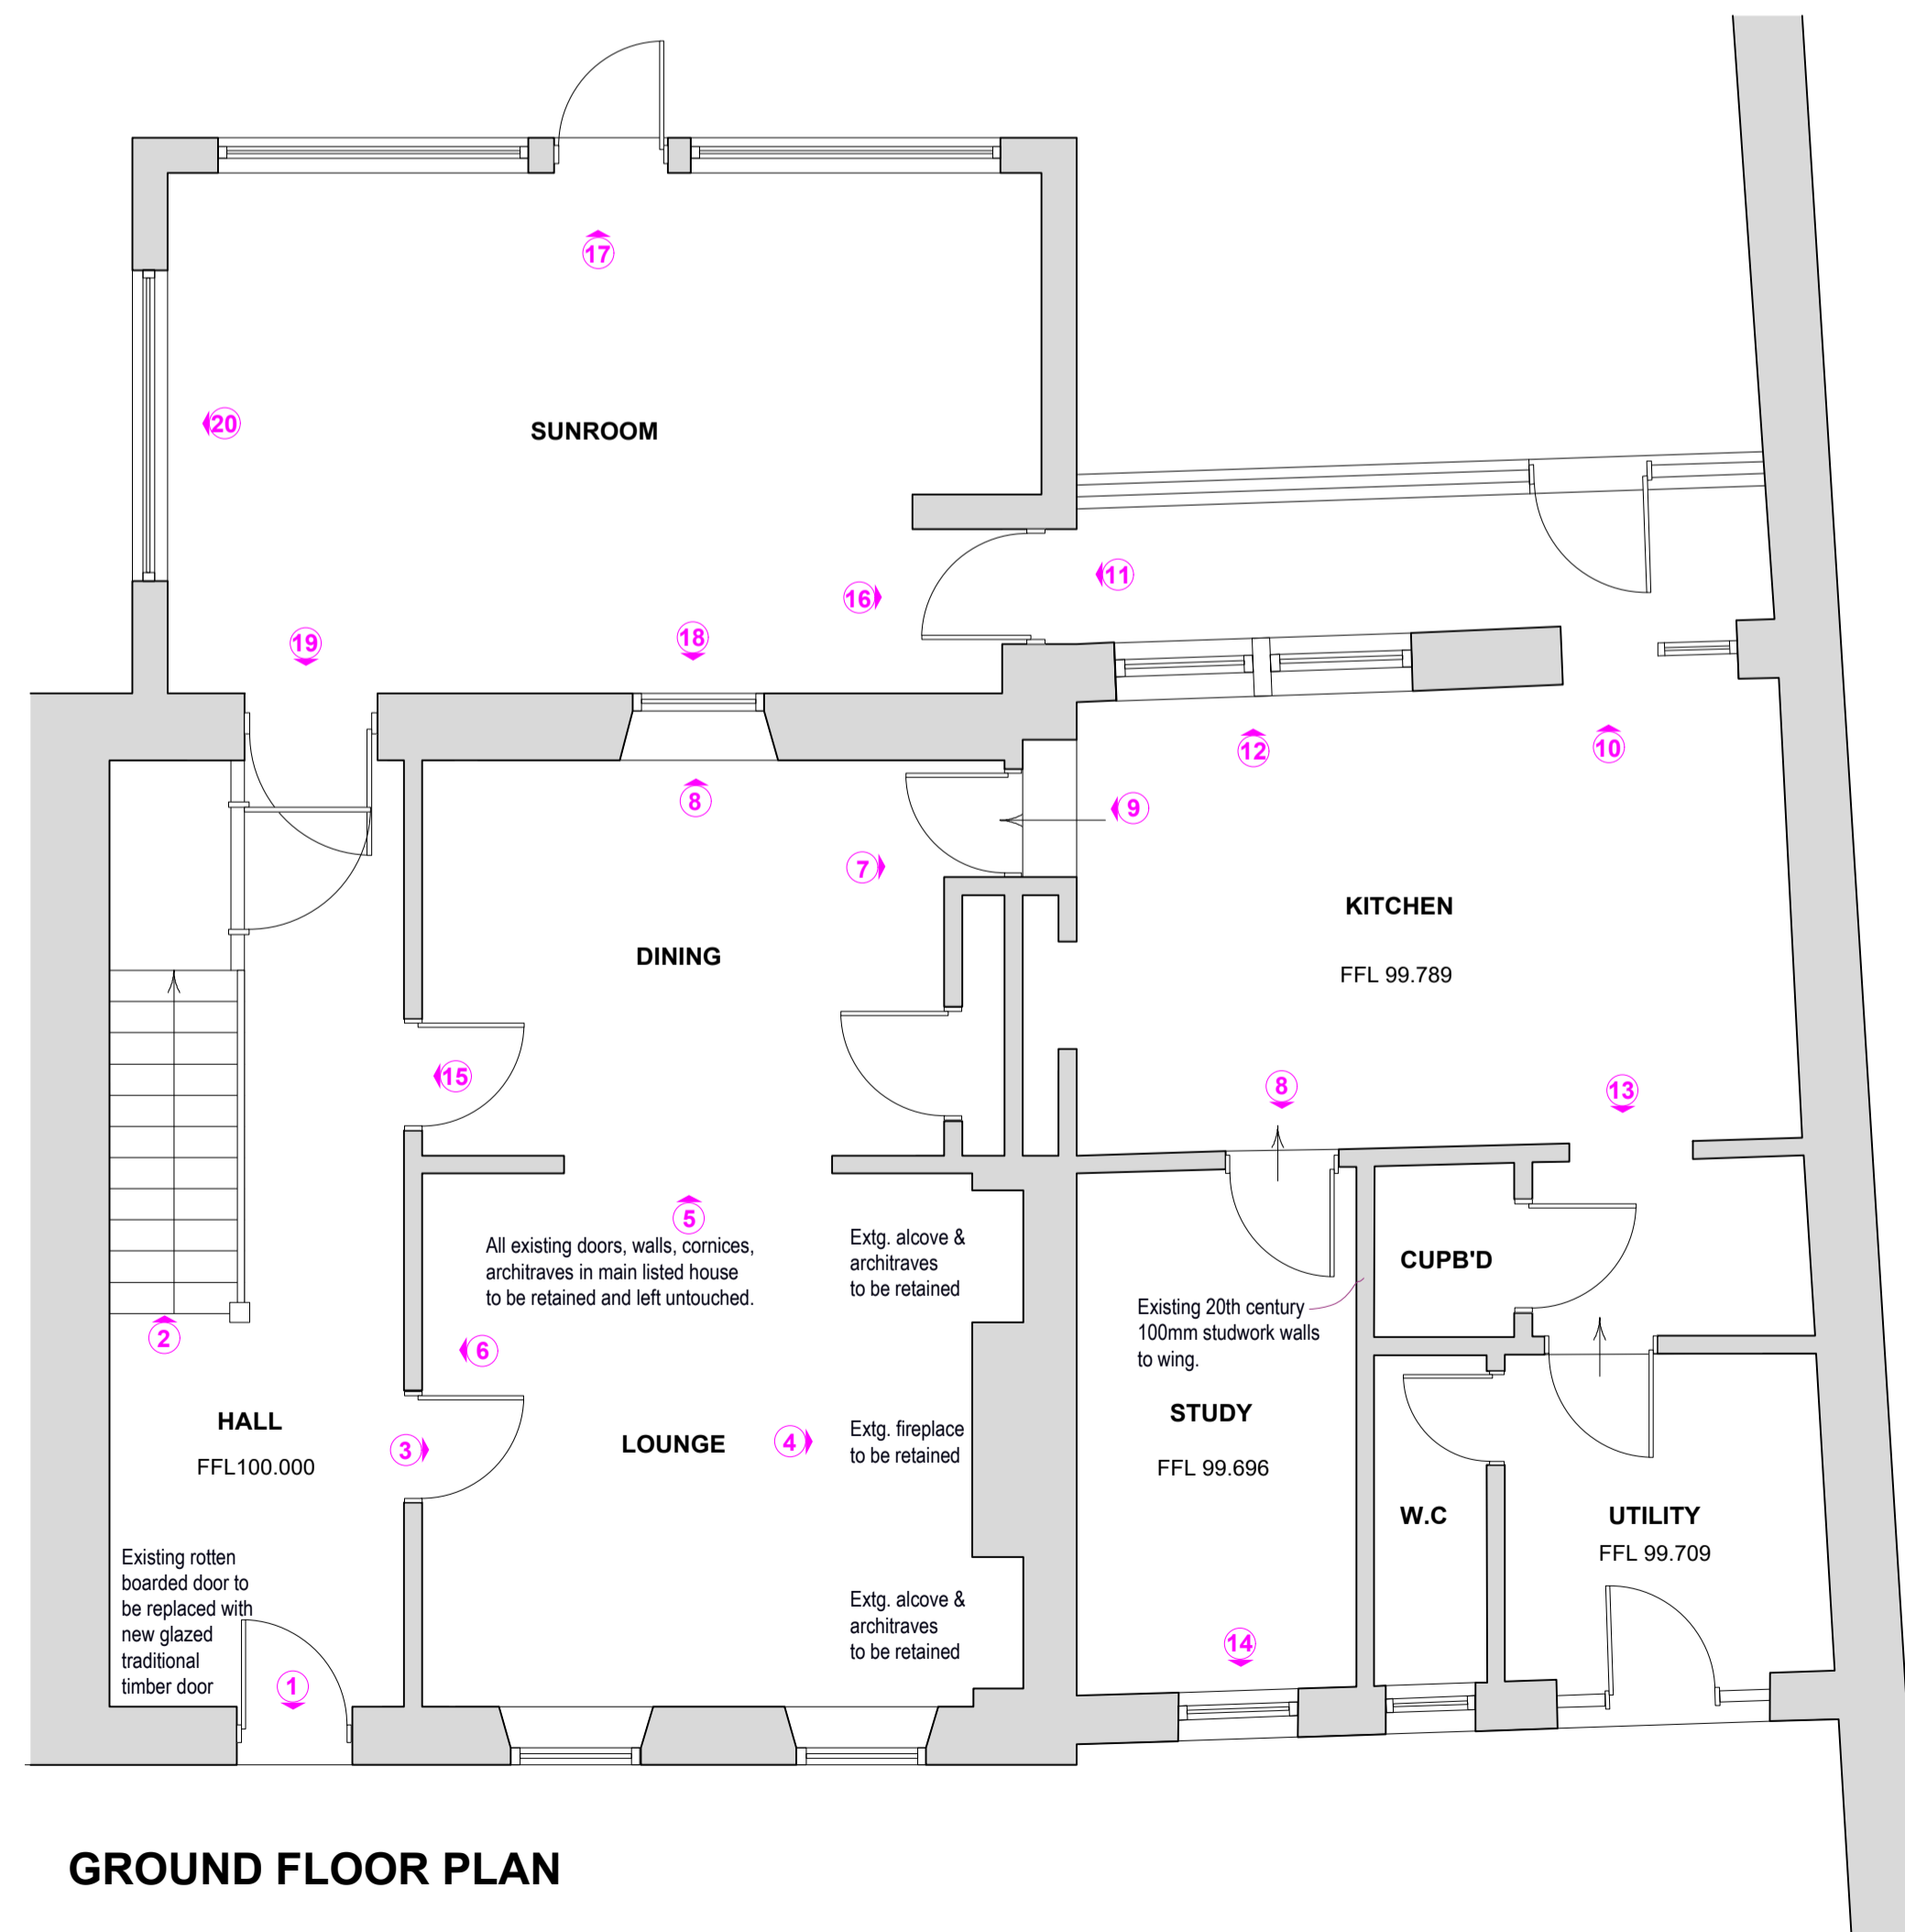 17
20
SUNROOM
11
16
18
19
10
12
8
9
7
KITCHEN
DINING
FFL 99.789
15
8
13
5
All existing doors, walls, cornices,
architraves in main listed house
to be retained and left untouched.
Extg. alcove &
architraves
to be retained
CUPB'D
Existing 20th century
100mm studwork walls
to wing.
2
6
HALL
FFL100.000
3
LOUNGE
4
Extg. fireplace
to be retained
STUDY
FFL 99.696
W.C
UTILITY
FFL 99.709
Existing rotten
boarded door to
be replaced with
new glazed
traditional
timber door
Extg. alcove &
architraves
to be retained
14
1
GROUND FLOOR PLAN